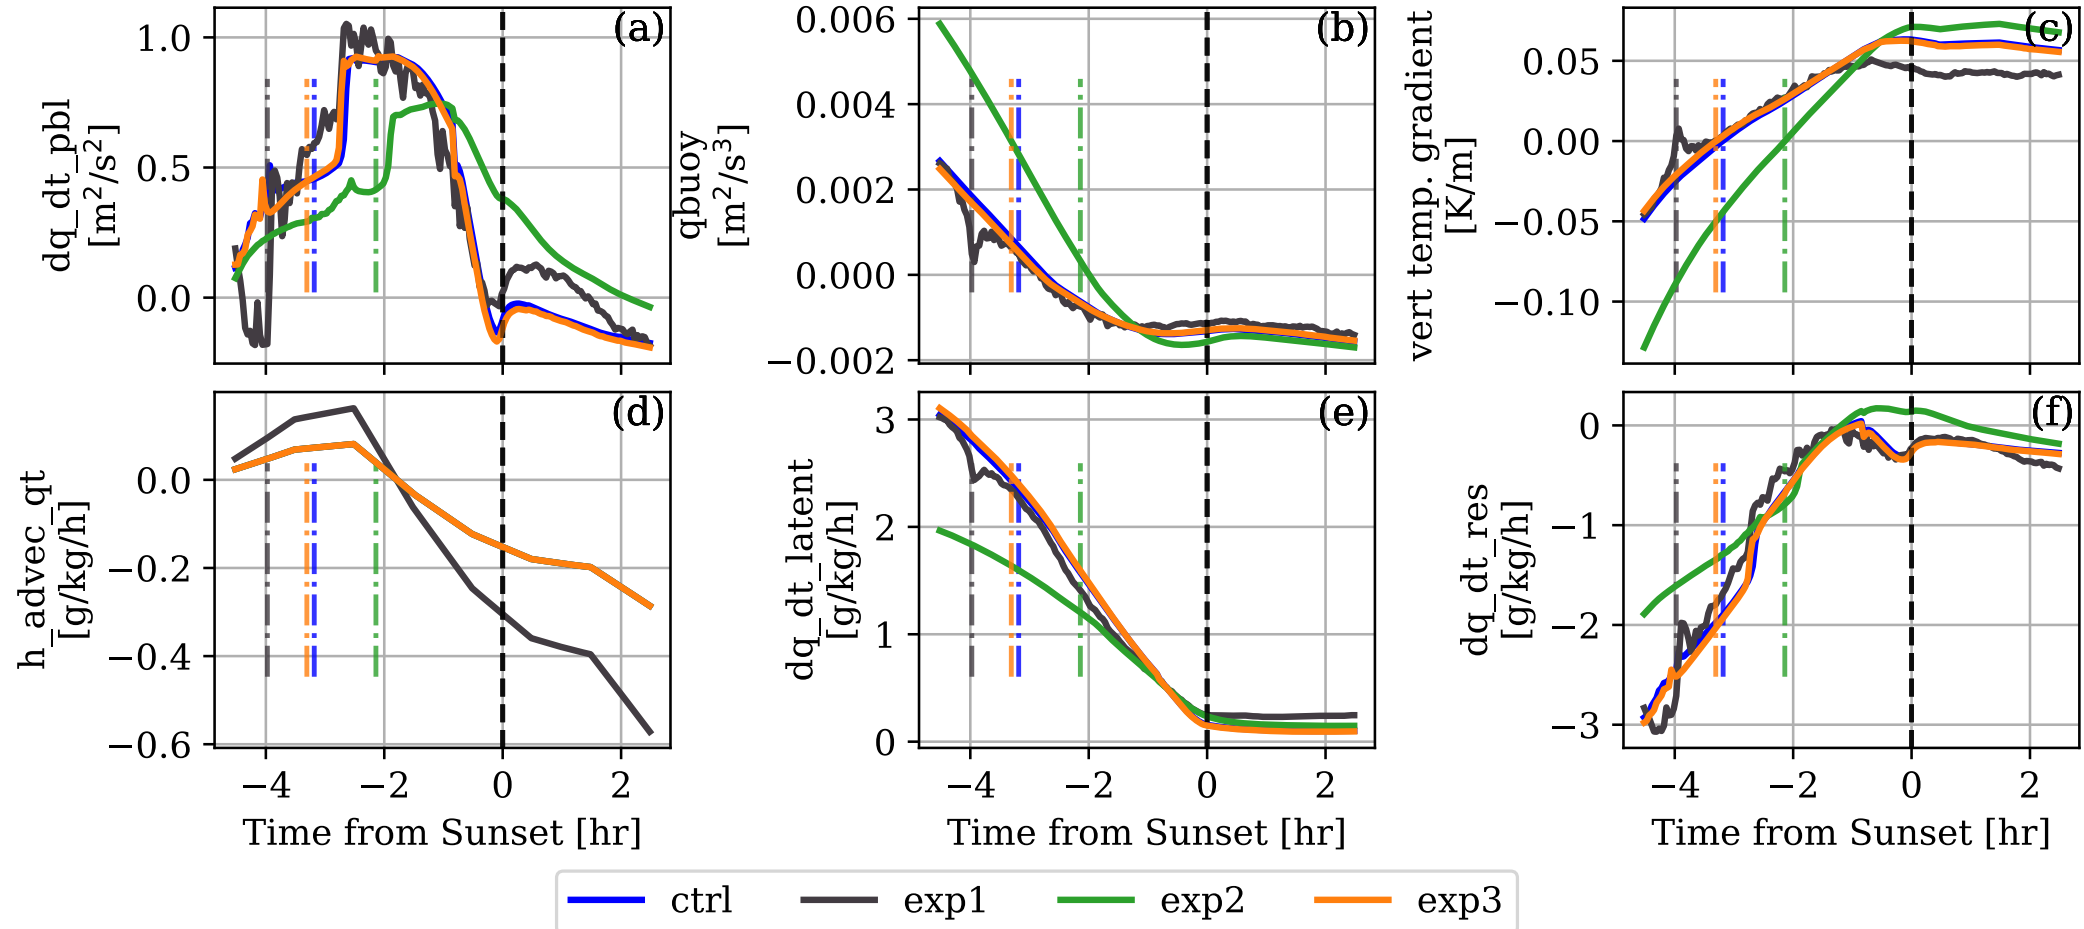 (a)
1.0
0.5
0.0
dq_dt_pbl
[m²/s²]
(b)
0.006
0.004
0.002
0.000
−0.002
qbuoy
[m²/s³]
(c)
0.05
0.00
−0.05
−0.10
vert temp. gradient
[K/m]
(d)
0.0
−0.2
−0.4
−0.6
h_advec_qt
[g/kg/h]
−4 −2 0 2
Time from Sunset [hr]
(e)
3
2
1
0
dq_dt_latent
[g/kg/h]
−4 −2 0 2
Time from Sunset [hr]
(f)
0
−1
−2
−3
dq_dt_res
[g/kg/h]
−4 −2 0 2
Time from Sunset [hr]
ctrl exp1 exp2 exp3